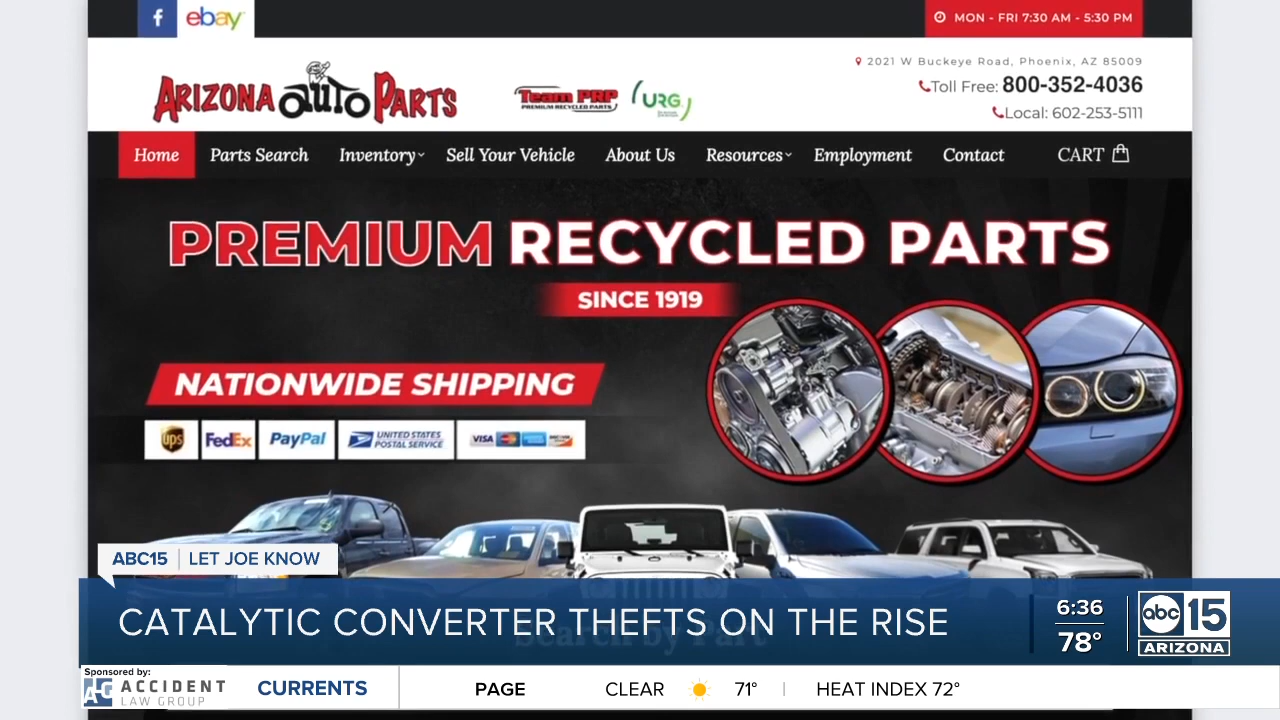 f
ebay
MON - FRI 7:30 AM - 5:30 PM
ARIZONA AUTO PARTS
Team PRP
PREMIUM RECYCLED PARTS
URG
2021 W Buckeye Road, Phoenix, AZ 85009
Toll Free: 800-352-4036
Local: 602-253-5111
Home Parts Search Inventory Sell Your Vehicle About Us Resources Employment Contact CART
PREMIUM RECYCLED PARTS
SINCE 1919
NATIONWIDE SHIPPING
ups FedEx PayPal UNITED STATES POSTAL SERVICE VISA
ABC15 | LET JOE KNOW
CATALYTIC CONVERTER THEFTS ON THE RISE
Search by Part
6:36
78°
abc 15
ARIZONA
Sponsored by:
ALG ACCIDENT
LAW GROUP
CURRENTS PAGE CLEAR 71° | HEAT INDEX 72°